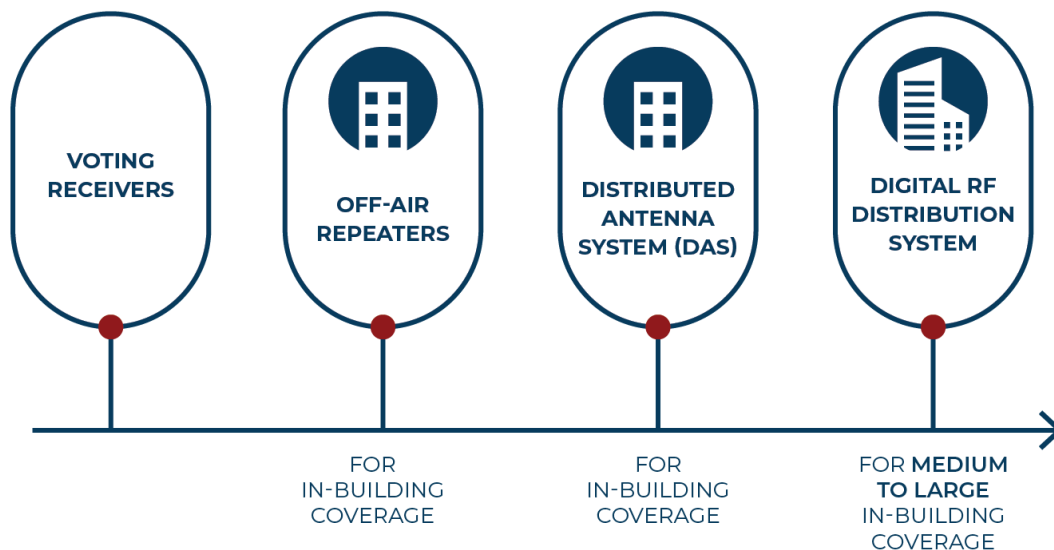 VOTING
RECEIVERS
OFF-AIR
REPEATERS
DISTRIBUTED
ANTENNA
SYSTEM (DAS)
DIGITAL RF
DISTRIBUTION
SYSTEM
FOR
IN-BUILDING
COVERAGE
FOR
IN-BUILDING
COVERAGE
FOR MEDIUM
TO LARGE
IN-BUILDING
COVERAGE